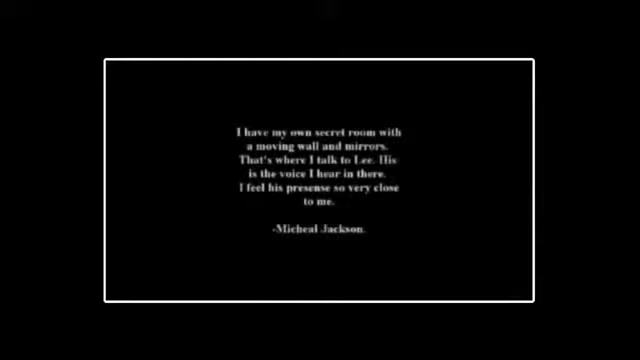 I have my own secret room with
a moving wall and mirrors.
That's where I talk to Lee. His
is the voice I hear in there.
I feel his presense so very close
to me.
-Micheal Jackson.